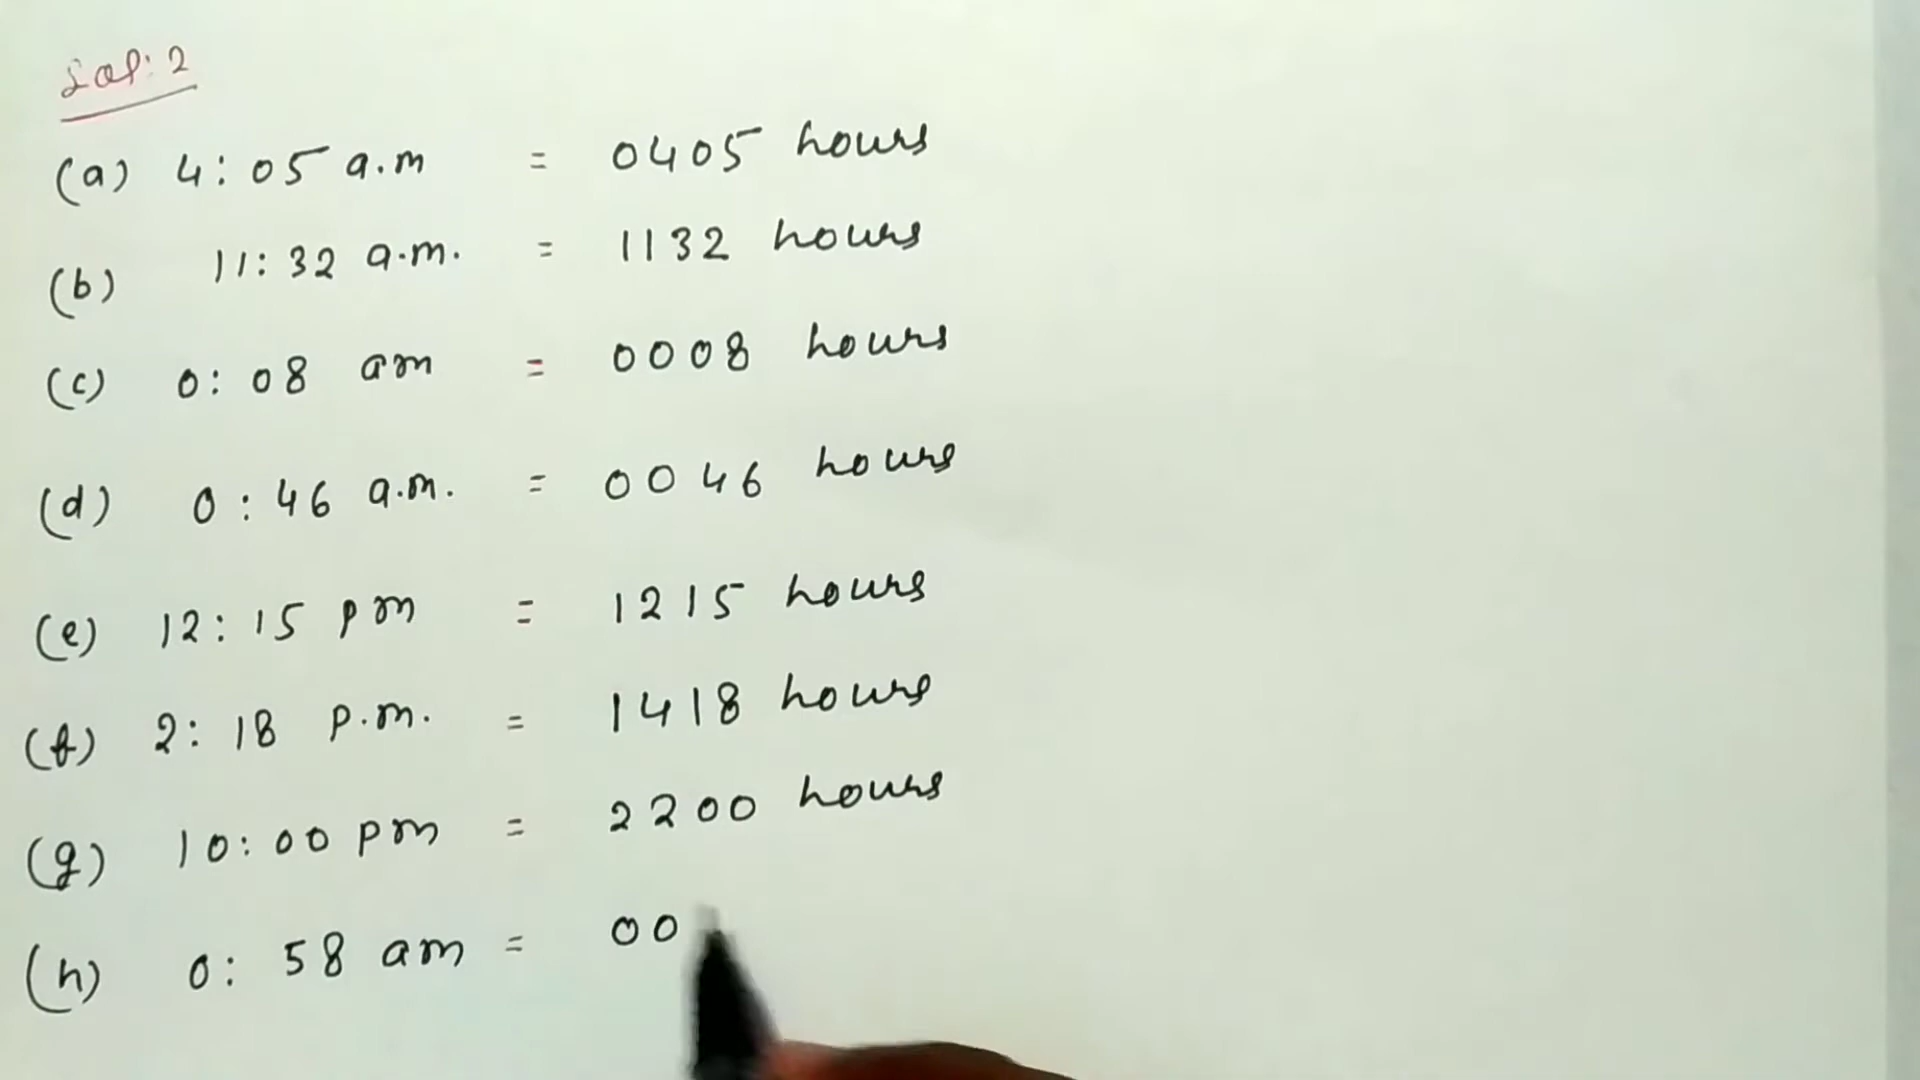 Sol: 2
(a) 4:05 a.m = 0405 hours
(b) 11:32 a.m. = 1132 hours
(c) 0:08 am = 0008 hours
(d) 0:46 a.m. = 0046 hours
(e) 12:15 pm = 1215 hours
(f) 2:18 p.m. = 1418 hours
(g) 10:00 pm = 2200 hours
(h) 0:58 am = 00